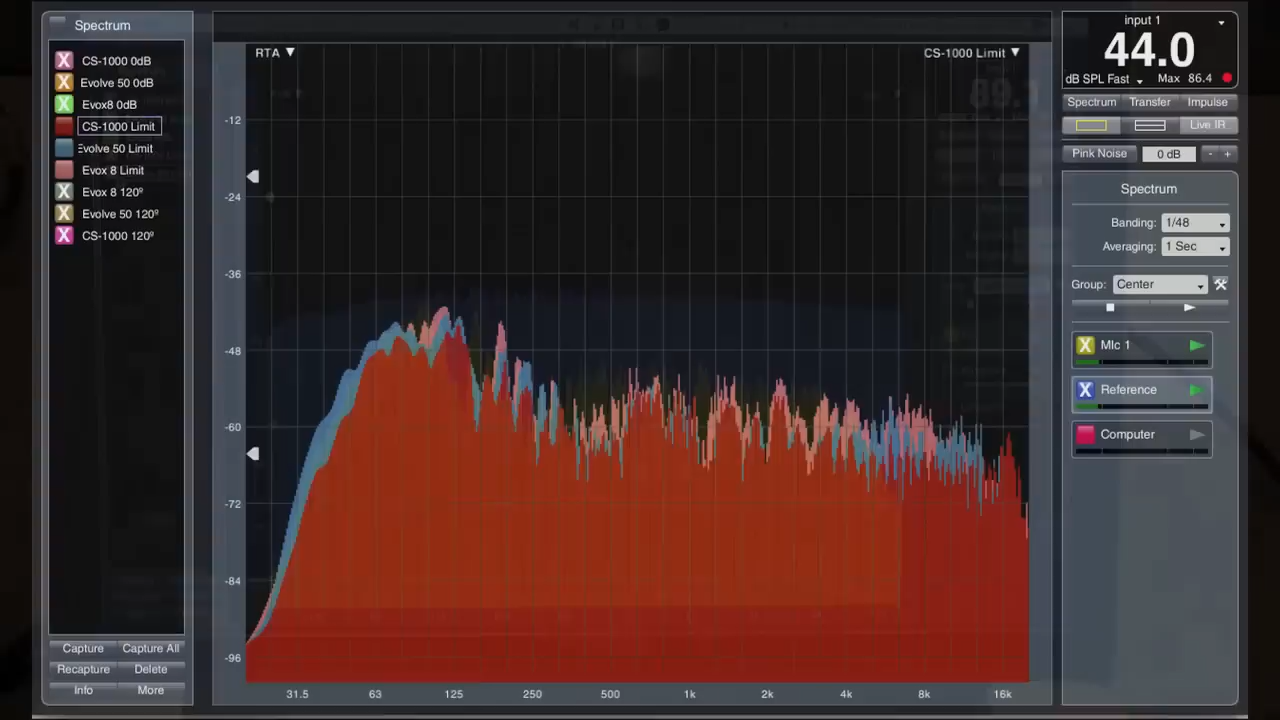 Spectrum
X CS-1000 0dB
X Evolve 50 0dB
X Evox8 0dB
CS-1000 Limit
Evolve 50 Limit
Evox 8 Limit
X Evox 8 120º
X Evolve 50 120º
X CS-1000 120º
Capture Capture All
Recapture Delete
Info More
RTA CS-1000 Limit
-12
-24
-36
-48
-60
-72
-84
-96
31.5 63 125 250 500 1k 2k 4k 8k 16k
input 1
44.0
dB SPL Fast Max 86.4
Spectrum Transfer Impulse
Live IR
Pink Noise 0 dB - +
Spectrum
Banding: 1/48
Averaging: 1 Sec
Group: Center
X MIc 1
X Reference
Computer